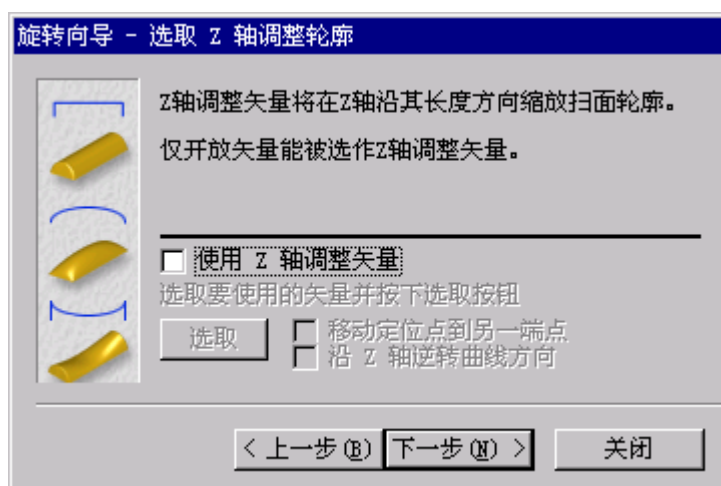 旋转向导 - 选取 Z 轴调整轮廓
Z轴调整矢量将在Z轴沿其长度方向缩放扫面轮廓。
仅开放矢量能被选作Z轴调整矢量。
使用 Z 轴调整矢量
选取要使用的矢量并按下选取按钮
选取
移动定位点到另一端点
沿 Z 轴逆转曲线方向
< 上一步(B)
下一步(N) >
关闭